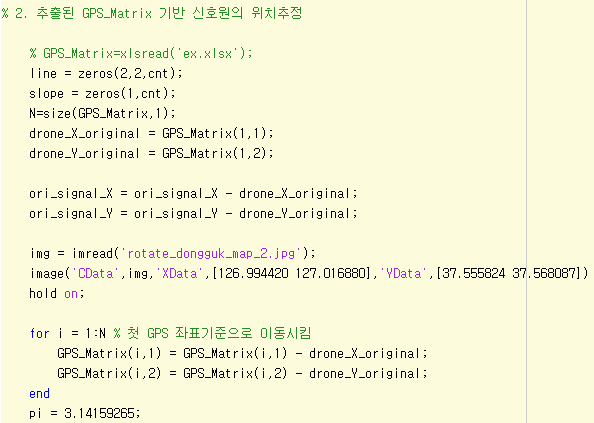 % 2. 추출된 GPS_Matrix 기반 신호원의 위치추정
% GPS_Matrix=xlsread('ex.xlsx');
line = zeros(2,2,cnt);
slope = zeros(1,cnt);
N=size(GPS_Matrix,1);
drone_X_original = GPS_Matrix(1,1);
drone_Y_original = GPS_Matrix(1,2);
ori_signal_X = ori_signal_X - drone_X_original;
ori_signal_Y = ori_signal_Y - drone_Y_original;
img = imread('rotate_dongguk_map_2.jpg');
image('CData',img,'XData',[126.994420 127.016880],'YData',[37.555824 37.568087])
hold on;
for i = 1:N % 첫 GPS 좌표기준으로 이동시킴
GPS_Matrix(i,1) = GPS_Matrix(i,1) - drone_X_original;
GPS_Matrix(i,2) = GPS_Matrix(i,2) - drone_Y_original;
end
pi = 3.14159265;